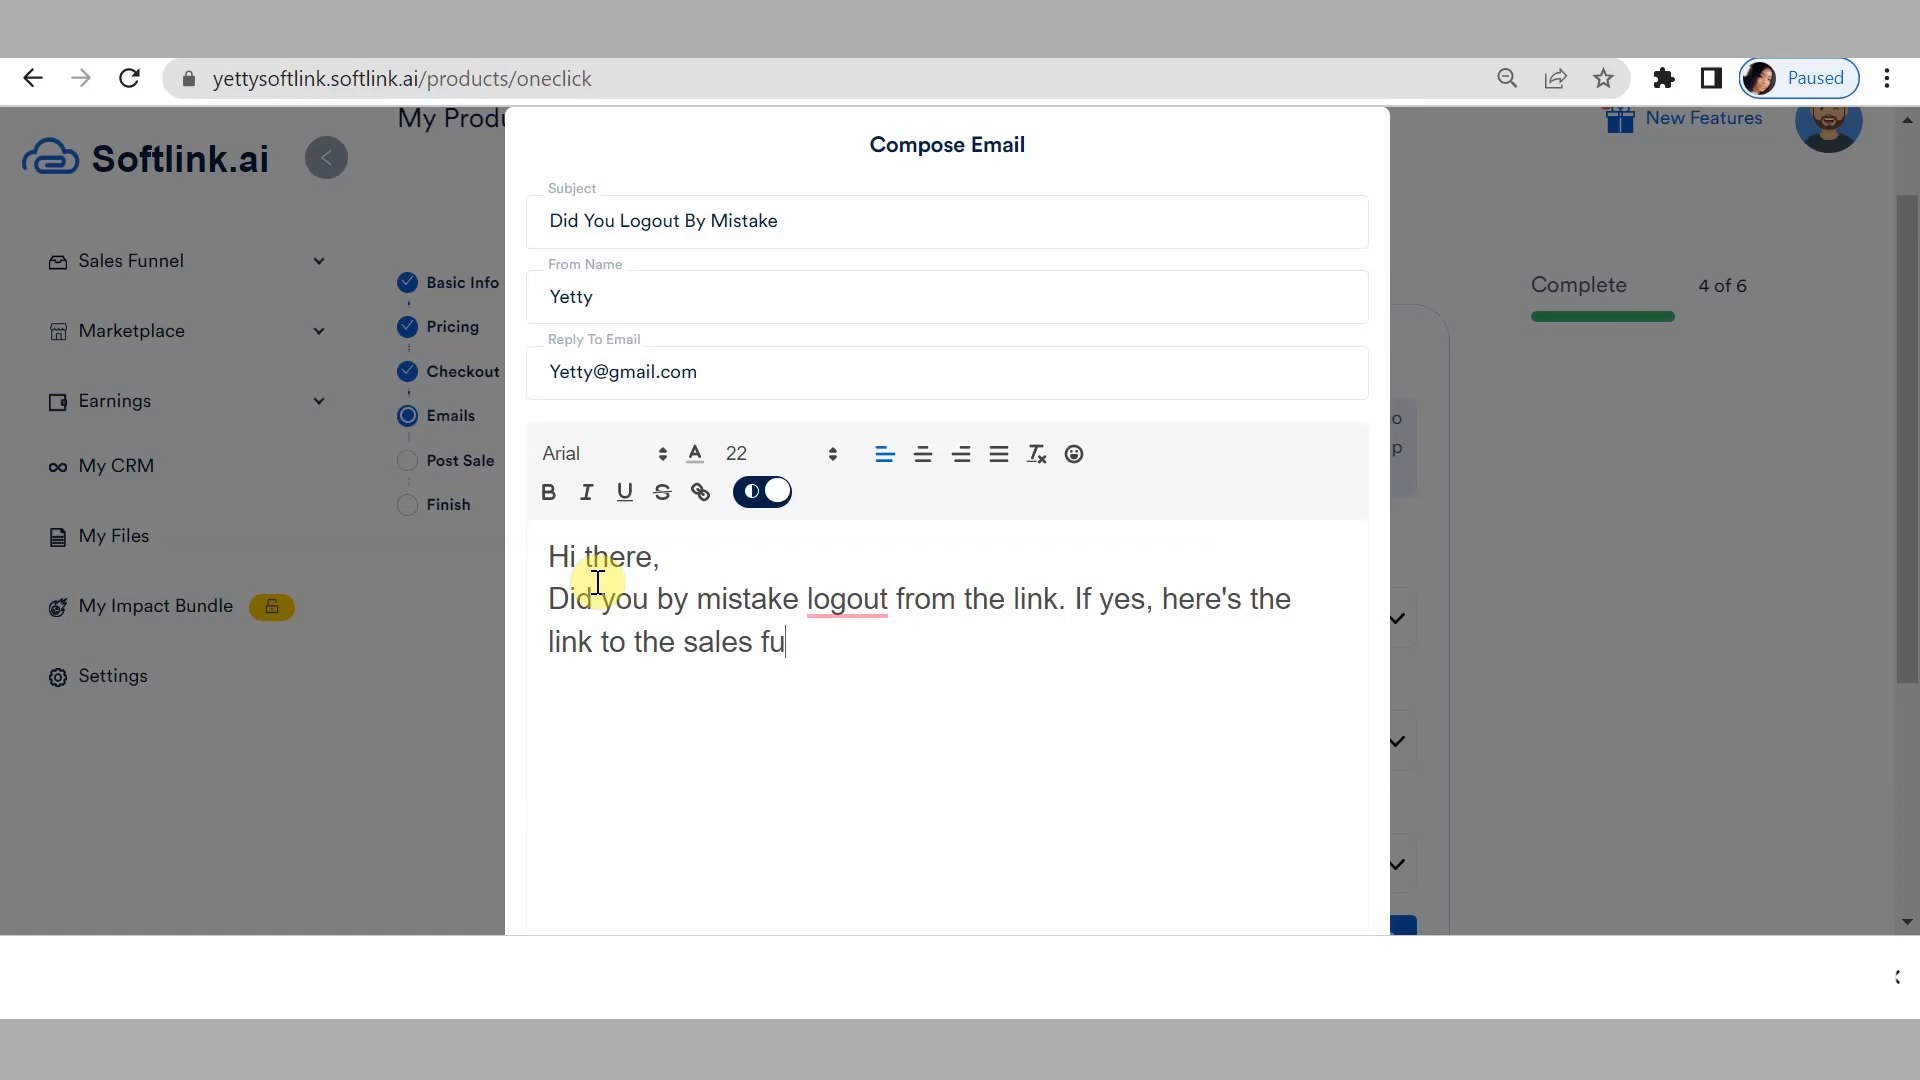 yettysoftlink.softlink.ai/products/oneclick
Paused
My Produ
New Features
Softlink.ai
Compose Email
Subject
Did You Logout By Mistake
From Name
Yetty
Reply To Email
Yetty@gmail.com
Sales Funnel
Marketplace
Earnings
My CRM
My Files
My Impact Bundle
Settings
Basic Info
Pricing
Checkout
Emails
Post Sale
Finish
Complete 4 of 6
o
p
Arial A 22
B I U S
Hi there,
Did you by mistake logout from the link. If yes, here's the
link to the sales fu